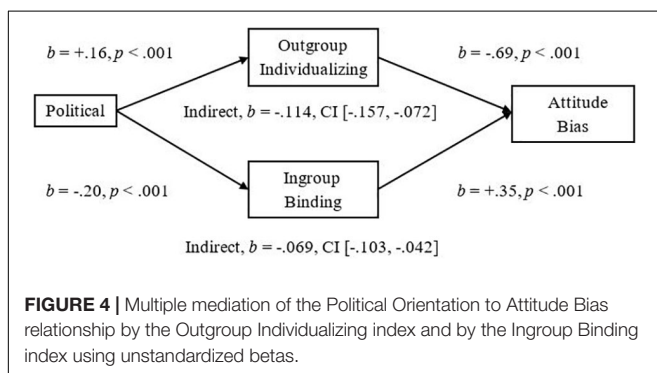 b = +.16, p < .001
Outgroup
Individualizing
b = -.69, p < .001
Political
Indirect, b = -.114, CI [-.157, -.072]
Attitude
Bias
b = -.20, p < .001
Ingroup
Binding
b = +.35, p < .001
Indirect, b = -.069, CI [-.103, -.042]
FIGURE 4 | Multiple mediation of the Political Orientation to Attitude Bias
relationship by the Outgroup Individualizing index and by the Ingroup Binding
index using unstandardized betas.